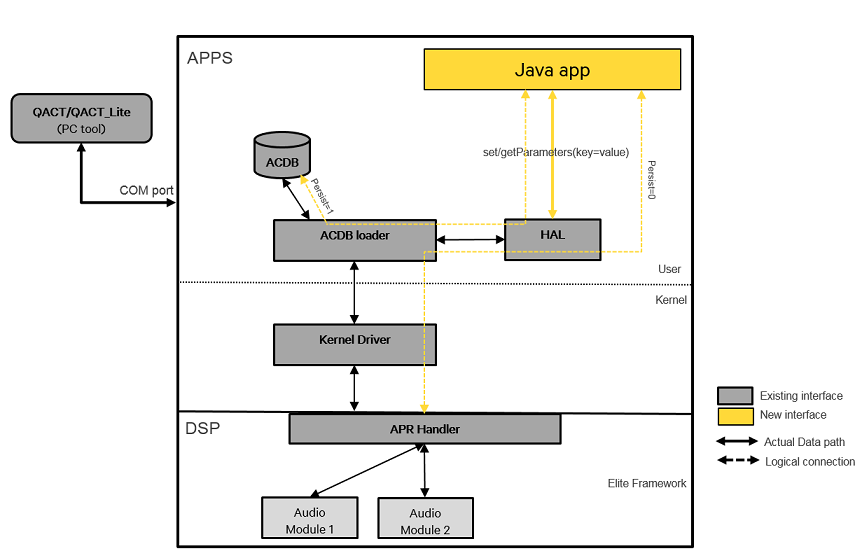 APPS
Java app
QACT/QACT_Lite
(PC tool)
ACDB
set/getParameters(key=value)
Persist=1
Persist=0
COM port
ACDB loader
HAL
User
Kernel
Kernel Driver
Existing interface
New interface
DSP
APR Handler
Actual Data path
Logical connection
Elite Framework
Audio
Module 1
Audio
Module 2